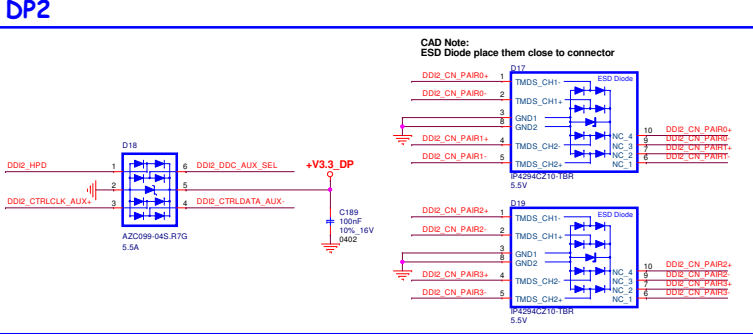 DP2
CAD Note:
ESD Diode place them close to connector
D17
DDI2_CN_PAIR0+ 1 TMDS_CH1- ESD Diode
DDI2_CN_PAIR0- 2 TMDS_CH1+
3 GND1
8 GND2
DDI2_CN_PAIR1+ 4 TMDS_CH2-
DDI2_CN_PAIR1- 5 TMDS_CH2+
NC_4 10 DDI2_CN_PAIR0+
NC_3 9 DDI2_CN_PAIR0-
NC_2 7 DDI2_CN_PAIR1+
NC_1 6 DDI2_CN_PAIR1-
IP4294CZ10-TBR
5.5V
D18
DDI2_HPD 1 6 DDI2_DDC_AUX_SEL
2 5
DDI2_CTRLCLK_AUX+ 3 4 DDI2_CTRLDATA_AUX-
AZC099-04S.R7G
5.5A
+V3.3_DP
C189
100nF
10%_16V
0402
D19
DDI2_CN_PAIR2+ 1 TMDS_CH1- ESD Diode
DDI2_CN_PAIR2- 2 TMDS_CH1+
3 GND1
8 GND2
DDI2_CN_PAIR3+ 4 TMDS_CH2-
DDI2_CN_PAIR3- 5 TMDS_CH2+
NC_4 10 DDI2_CN_PAIR2+
NC_3 9 DDI2_CN_PAIR2-
NC_2 7 DDI2_CN_PAIR3+
NC_1 6 DDI2_CN_PAIR3-
IP4294CZ10-TBR
5.5V